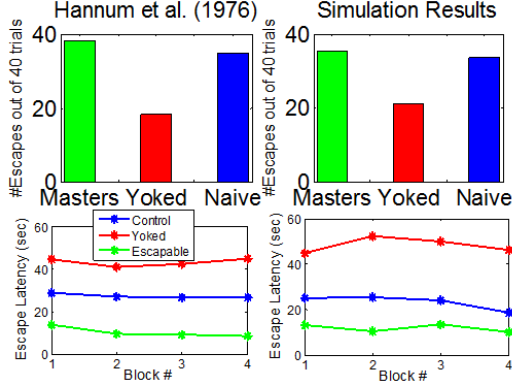 Hannum et al. (1976)
Simulation Results
#Escapes out of 40 trials
40
20
0
Masters Yoked Naive
#Escapes out of 40 trials
40
20
0
Masters Yoked Naive
Escape Latency (sec)
60
40
20
0
Control
Yoked
Escapable
1 2 3 4
Block #
Escape Latency (sec)
60
40
20
0
1 2 3 4
Block #